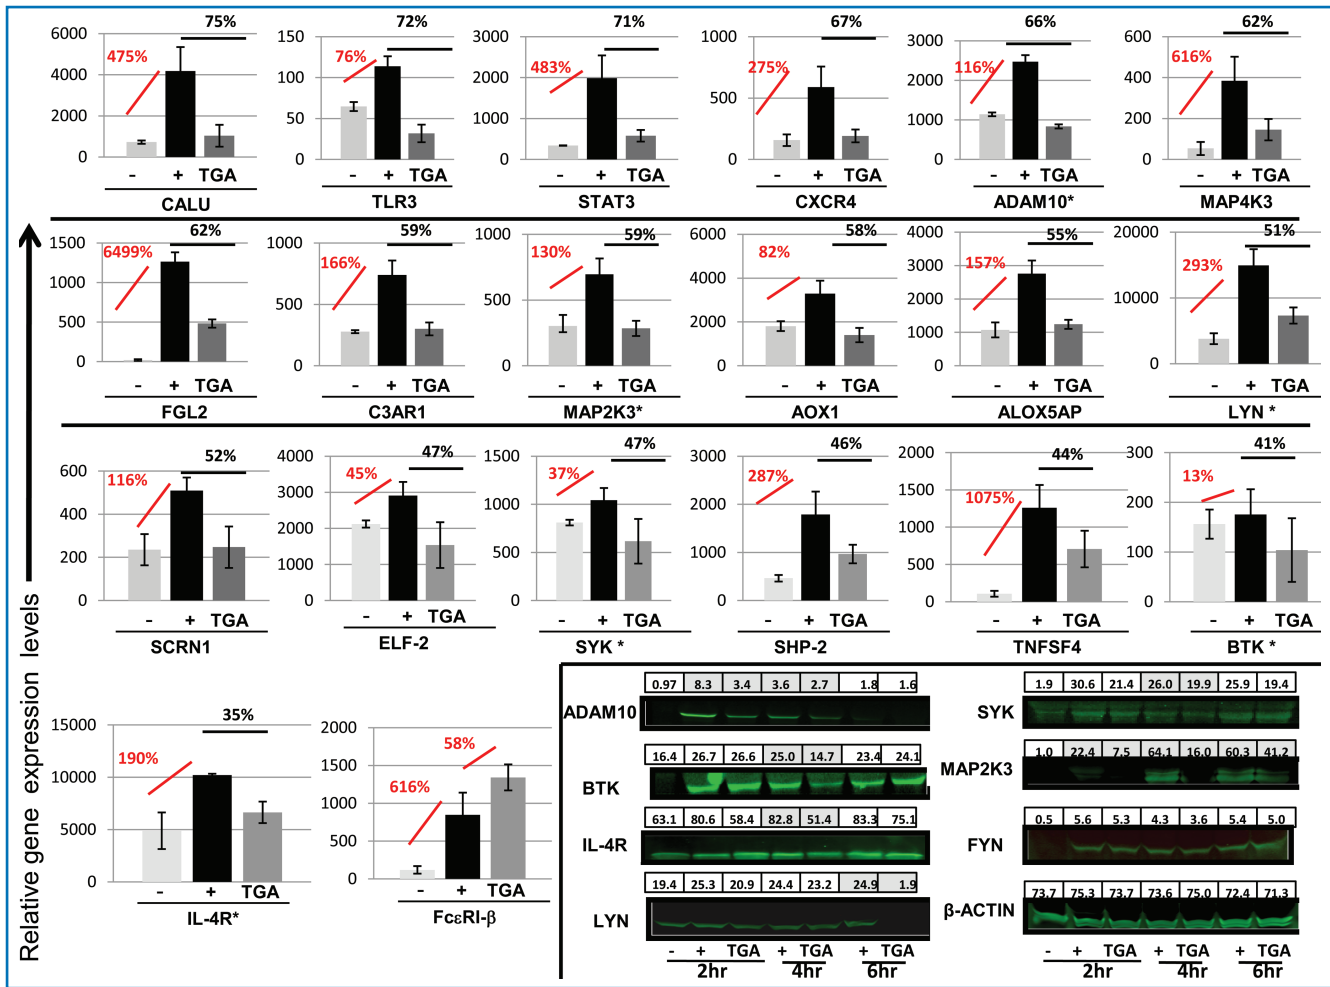 Relative gene expression levels
75%
6000
4000
2000
0
475%
- + TGA
CALU
72%
150
100
50
0
76%
- + TGA
TLR3
71%
3000
2000
1000
0
483%
- + TGA
STAT3
67%
1000
500
0
275%
- + TGA
CXCR4
66%
3000
2000
1000
0
116%
- + TGA
ADAM10*
62%
600
400
200
0
616%
- + TGA
MAP4K3
62%
1500
1000
500
0
6499%
- + TGA
FGL2
59%
1000
500
0
166%
- + TGA
C3AR1
59%
1000
500
0
130%
- + TGA
MAP2K3*
58%
6000
4000
2000
0
82%
- + TGA
AOX1
55%
4000
3000
2000
1000
0
157%
- + TGA
ALOX5AP
51%
20000
10000
0
293%
- + TGA
LYN *
52%
600
400
200
0
116%
- + TGA
SCRN1
47%
4000
3000
2000
1000
0
45%
- + TGA
ELF-2
47%
1500
1000
500
0
37%
- + TGA
SYK *
46%
3000
2000
1000
0
287%
- + TGA
SHP-2
44%
2000
1500
1000
500
0
1075%
- + TGA
TNFSF4
41%
300
200
100
0
13%
- + TGA
BTK *
35%
15000
10000
5000
0
190%
- + TGA
IL-4R*
2000
1500
1000
500
0
58%
616%
- + TGA
FcεRI-β
0.97 8.3 3.4 3.6 2.7 1.8 1.6
ADAM10
16.4 26.7 26.6 25.0 14.7 23.4 24.1
BTK
63.1 80.6 58.4 82.8 51.4 83.3 75.1
IL-4R
19.4 25.3 20.9 24.4 23.2 24.9 1.9
LYN
- + TGA + TGA + TGA
2hr 4hr 6hr
1.9 30.6 21.4 26.0 19.9 25.9 19.4
SYK
1.0 22.4 7.5 64.1 16.0 60.3 41.2
MAP2K3
0.5 5.6 5.3 4.3 3.6 5.4 5.0
FYN
73.7 75.3 73.7 73.6 75.0 72.4 71.3
β-ACTIN
- + TGA + TGA + TGA
2hr 4hr 6hr